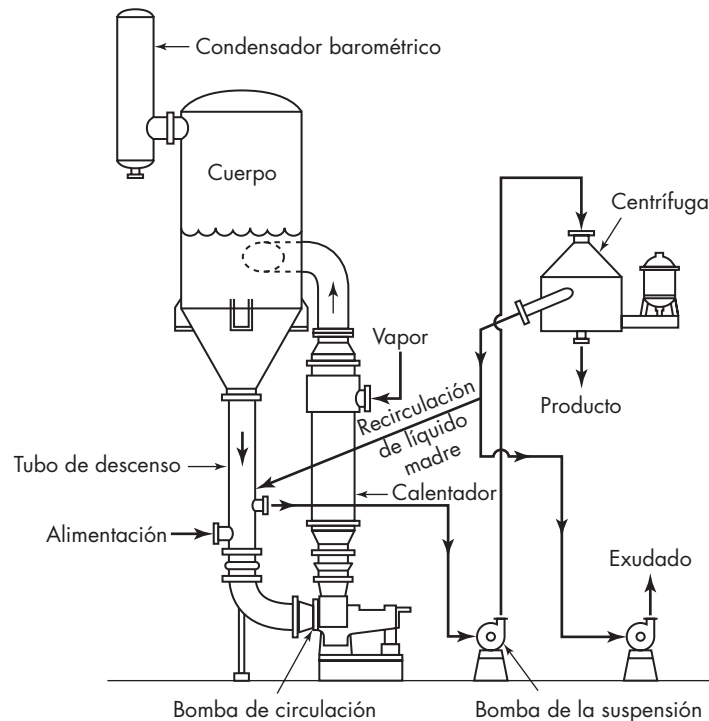 Condensador barométrico
Cuerpo
Centrífuga
Vapor
Recirculación
de líquido
madre
Producto
Tubo de descenso
Calentador
Alimentación
Exudado
Bomba de circulación
Bomba de la suspensión